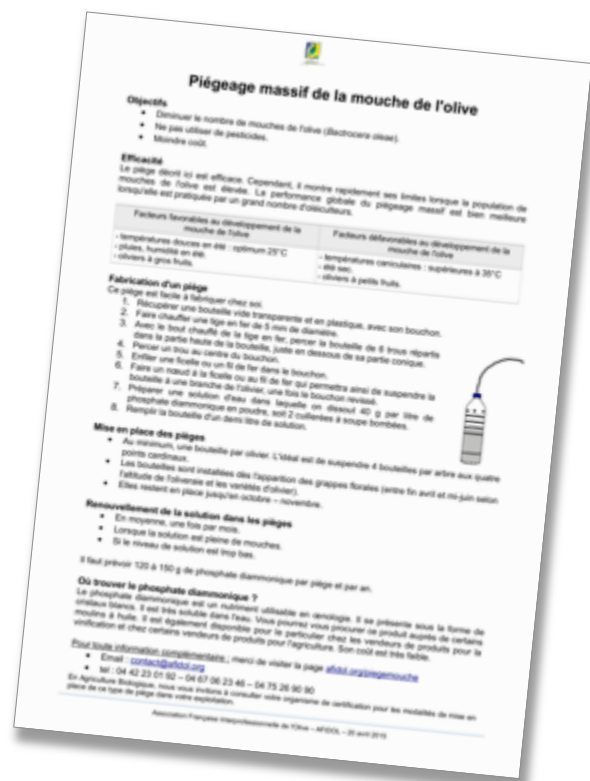 Piégeage massif de la mouche de l'olive
Objectifs
• Diminuer le nombre de mouches de l'olive (Bactrocera oleae).
• Ne pas utiliser de pesticides.
• Moindre coût.
Efficacité
Le piège décrit ici est efficace. Cependant, il montre rapidement ses limites lorsque la population de
mouches de l'olive est élevée. La performance globale du piégeage massif est bien meilleure
lorsqu'elle est pratiquée par un grand nombre d'oléiculteurs.
Facteurs favorables au développement de la
mouche de l'olive
- températures douces en été : optimum 25°C
- pluies, humidité en été.
- oliviers à gros fruits.
Facteurs défavorables au développement de la
mouche de l'olive
- températures caniculaires : supérieures à 35°C
- été sec.
- oliviers à petits fruits.
Fabrication d'un piège
Ce piège est facile à fabriquer chez soi.
1. Récupérer une bouteille vide transparente et en plastique, avec son bouchon.
2. Faire chauffer une tige en fer de 5 mm de diamètre.
3. Avec le bout chauffé de la tige en fer, percer la bouteille de 6 trous répartis
dans la partie haute de la bouteille, juste en dessous de sa partie conique.
4. Percer un trou au centre du bouchon.
5. Enfiler une ficelle ou un fil de fer dans le bouchon.
6. Faire un nœud à la ficelle ou au fil de fer qui permettra ainsi de suspendre la
bouteille à une branche de l'olivier, une fois le bouchon revissé.
7. Préparer une solution d'eau dans laquelle on dissout 40 g par litre de
phosphate diammonique en poudre, soit 2 cuillerées à soupe bombées.
8. Remplir la bouteille d'un demi litre de solution.
Mise en place des pièges
• Au minimum, une bouteille par olivier. L'idéal est de suspendre 4 bouteilles par arbre aux quatre
points cardinaux.
• Les bouteilles sont installées dès l'apparition des grappes florales (entre fin avril et mi-juin selon
l'altitude de l'oliveraie et les variétés d'olivier).
• Elles restent en place jusqu'en octobre – novembre.
Renouvellement de la solution dans les pièges
• En moyenne, une fois par mois.
• Lorsque la solution est pleine de mouches.
• Si le niveau de solution est trop bas.
Il faut prévoir 120 à 150 g de phosphate diammonique par piège et par an.
Où trouver le phosphate diammonique ?
Le phosphate diammonique est un nutriment utilisable en œnologie. Il se présente sous la forme de
cristaux blancs. Il est très soluble dans l'eau. Vous pourrez vous procurer ce produit auprès de certains
moulins à huile. Il est également disponible pour le particulier chez les vendeurs de produits pour la
vinification et chez certains vendeurs de produits pour l'agriculture. Son coût est très faible.
Pour toute information complémentaire : merci de visiter la page afidol.org/piegemouche
• Email : contact@afidol.org
• tel : 04 42 23 01 92 – 04 67 06 23 46 – 04 75 26 90 90
En Agriculture Biologique, nous vous invitons à consulter votre organisme de certification pour les modalités de mise en
place de ce type de piège dans votre exploitation.
Association Française Interprofessionnelle de l'Olive – AFIDOL – 20 avril 2015